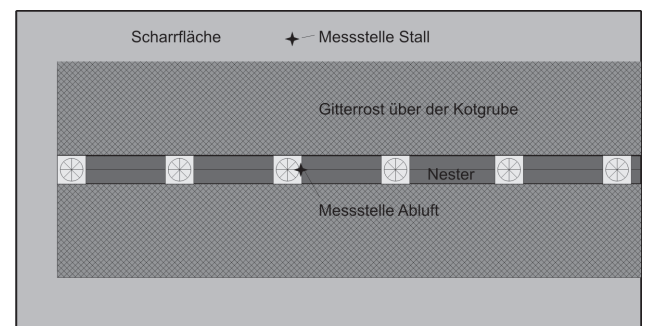 Scharrfläche
Messstelle Stall
Gitterrost über der Kotgrube
Nester
Messstelle Abluft